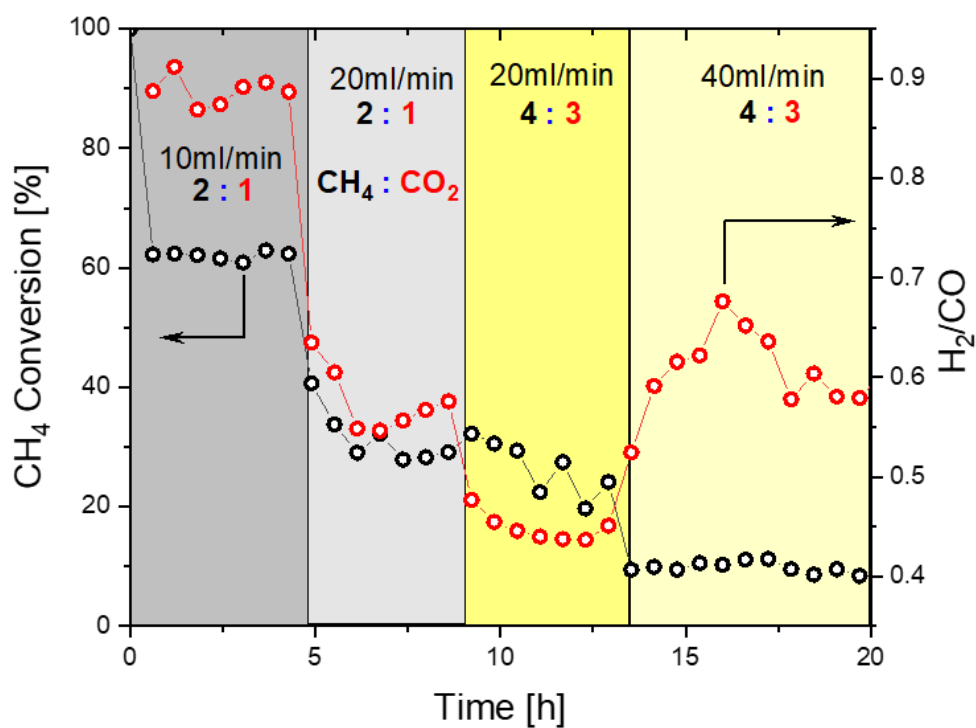 100
80
60
40
20
0
CH₄ Conversion [%]
10ml/min
2 : 1
20ml/min
2 : 1
CH₄ : CO₂
20ml/min
4 : 3
40ml/min
4 : 3
0.9
0.8
0.7
0.6
0.5
0.4
H₂/CO
0 5 10 15 20
Time [h]